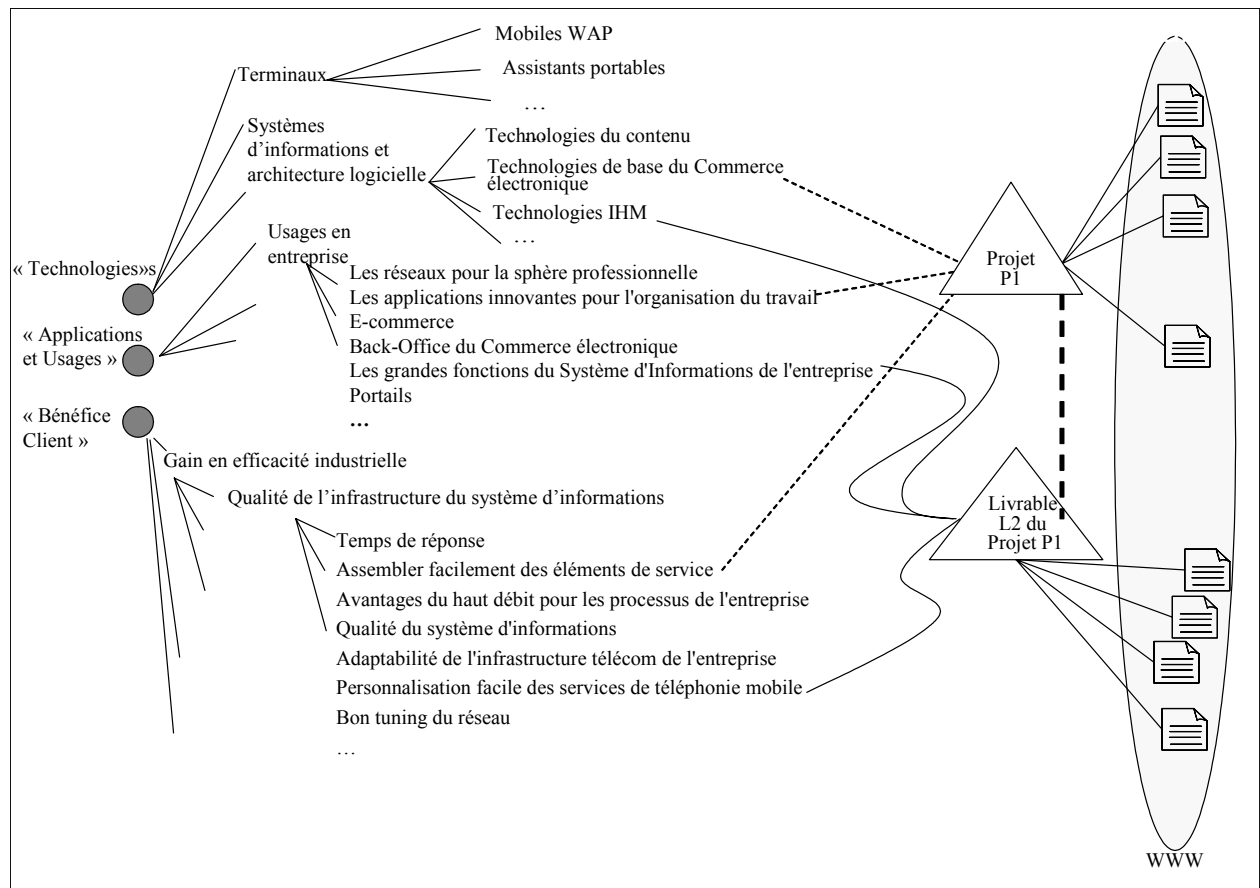 Mobiles WAP
Terminaux
Assistants portables
…
Systèmes
d'informations et
architecture logicielle
Technologies du contenu
…
Technologies de base du Commerce
électronique
Technologies IHM
…
Usages en
entreprise
« Technologies»s
Les réseaux pour la sphère professionnelle
Les applications innovantes pour l'organisation du travail
E-commerce
« Applications
et Usages »
Back-Office du Commerce électronique
Les grandes fonctions du Système d'Informations de l'entreprise
Portails
…
« Bénéfice
Client »
Gain en efficacité industrielle
Qualité de l’infrastructure du système d’informations
Temps de réponse
Assembler facilement des éléments de service
Avantages du haut débit pour les processus de l'entreprise
Qualité du système d'informations
Adaptabilité de l'infrastructure télécom de l'entreprise
Personnalisation facile des services de téléphonie mobile
Bon tuning du réseau
…
Projet
P1
Livrable
L2 du
Projet P1
WWW